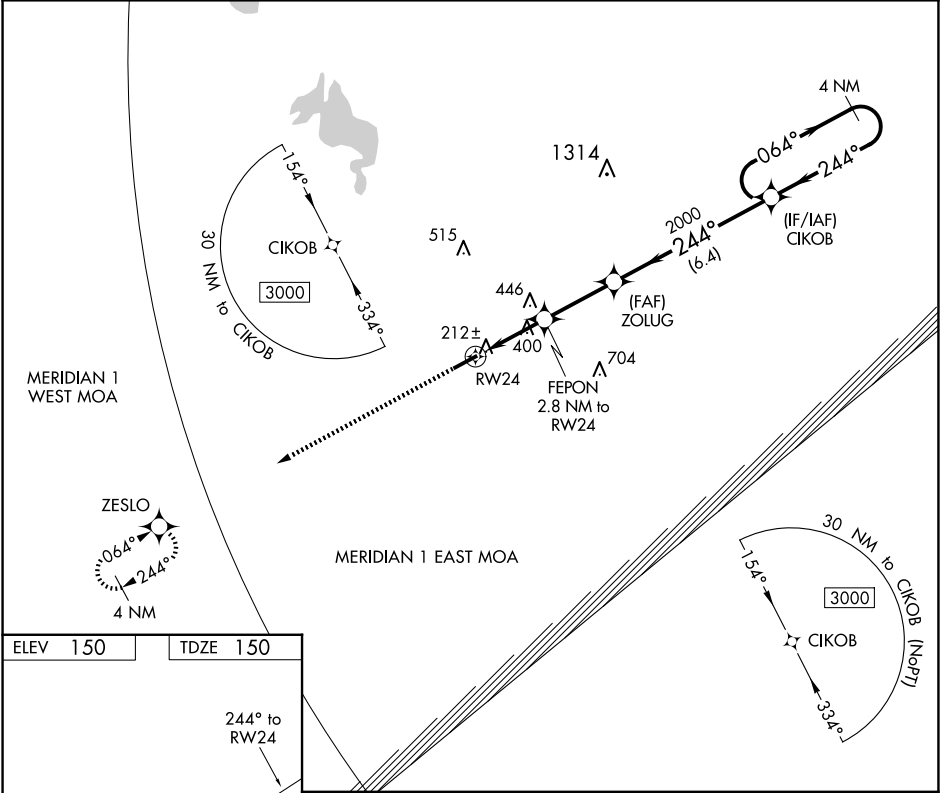 4 NM
064°
244°
1314
(IF/IAF)
CIKOB
154°
CIKOB
30 NM to CIKOB
3000
334°
515
2000
244°
(6.4)
(FAF)
ZOLUG
446
400
212±
RW24
704
FEPON
2.8 NM to
RW24
MERIDIAN 1
WEST MOA
ZESLO
064°
244°
4 NM
MERIDIAN 1 EAST MOA
30 NM to CIKOB (NoPT)
154°
3000
CIKOB
334°
ELEV 150
TDZE 150
244° to
RW24